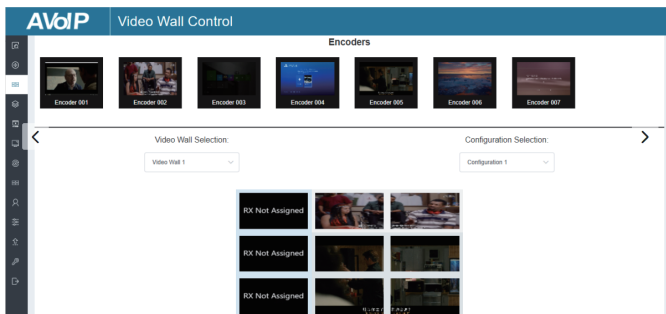 AVoIP
Video Wall Control
Encoders
Encoder 001
Encoder 002
Encoder 003
Encoder 004
Encoder 005
Encoder 006
Encoder 007
Video Wall Selection:
Configuration Selection:
Video Wall 1
Configuration 1
RX Not Assigned
RX Not Assigned
RX Not Assigned